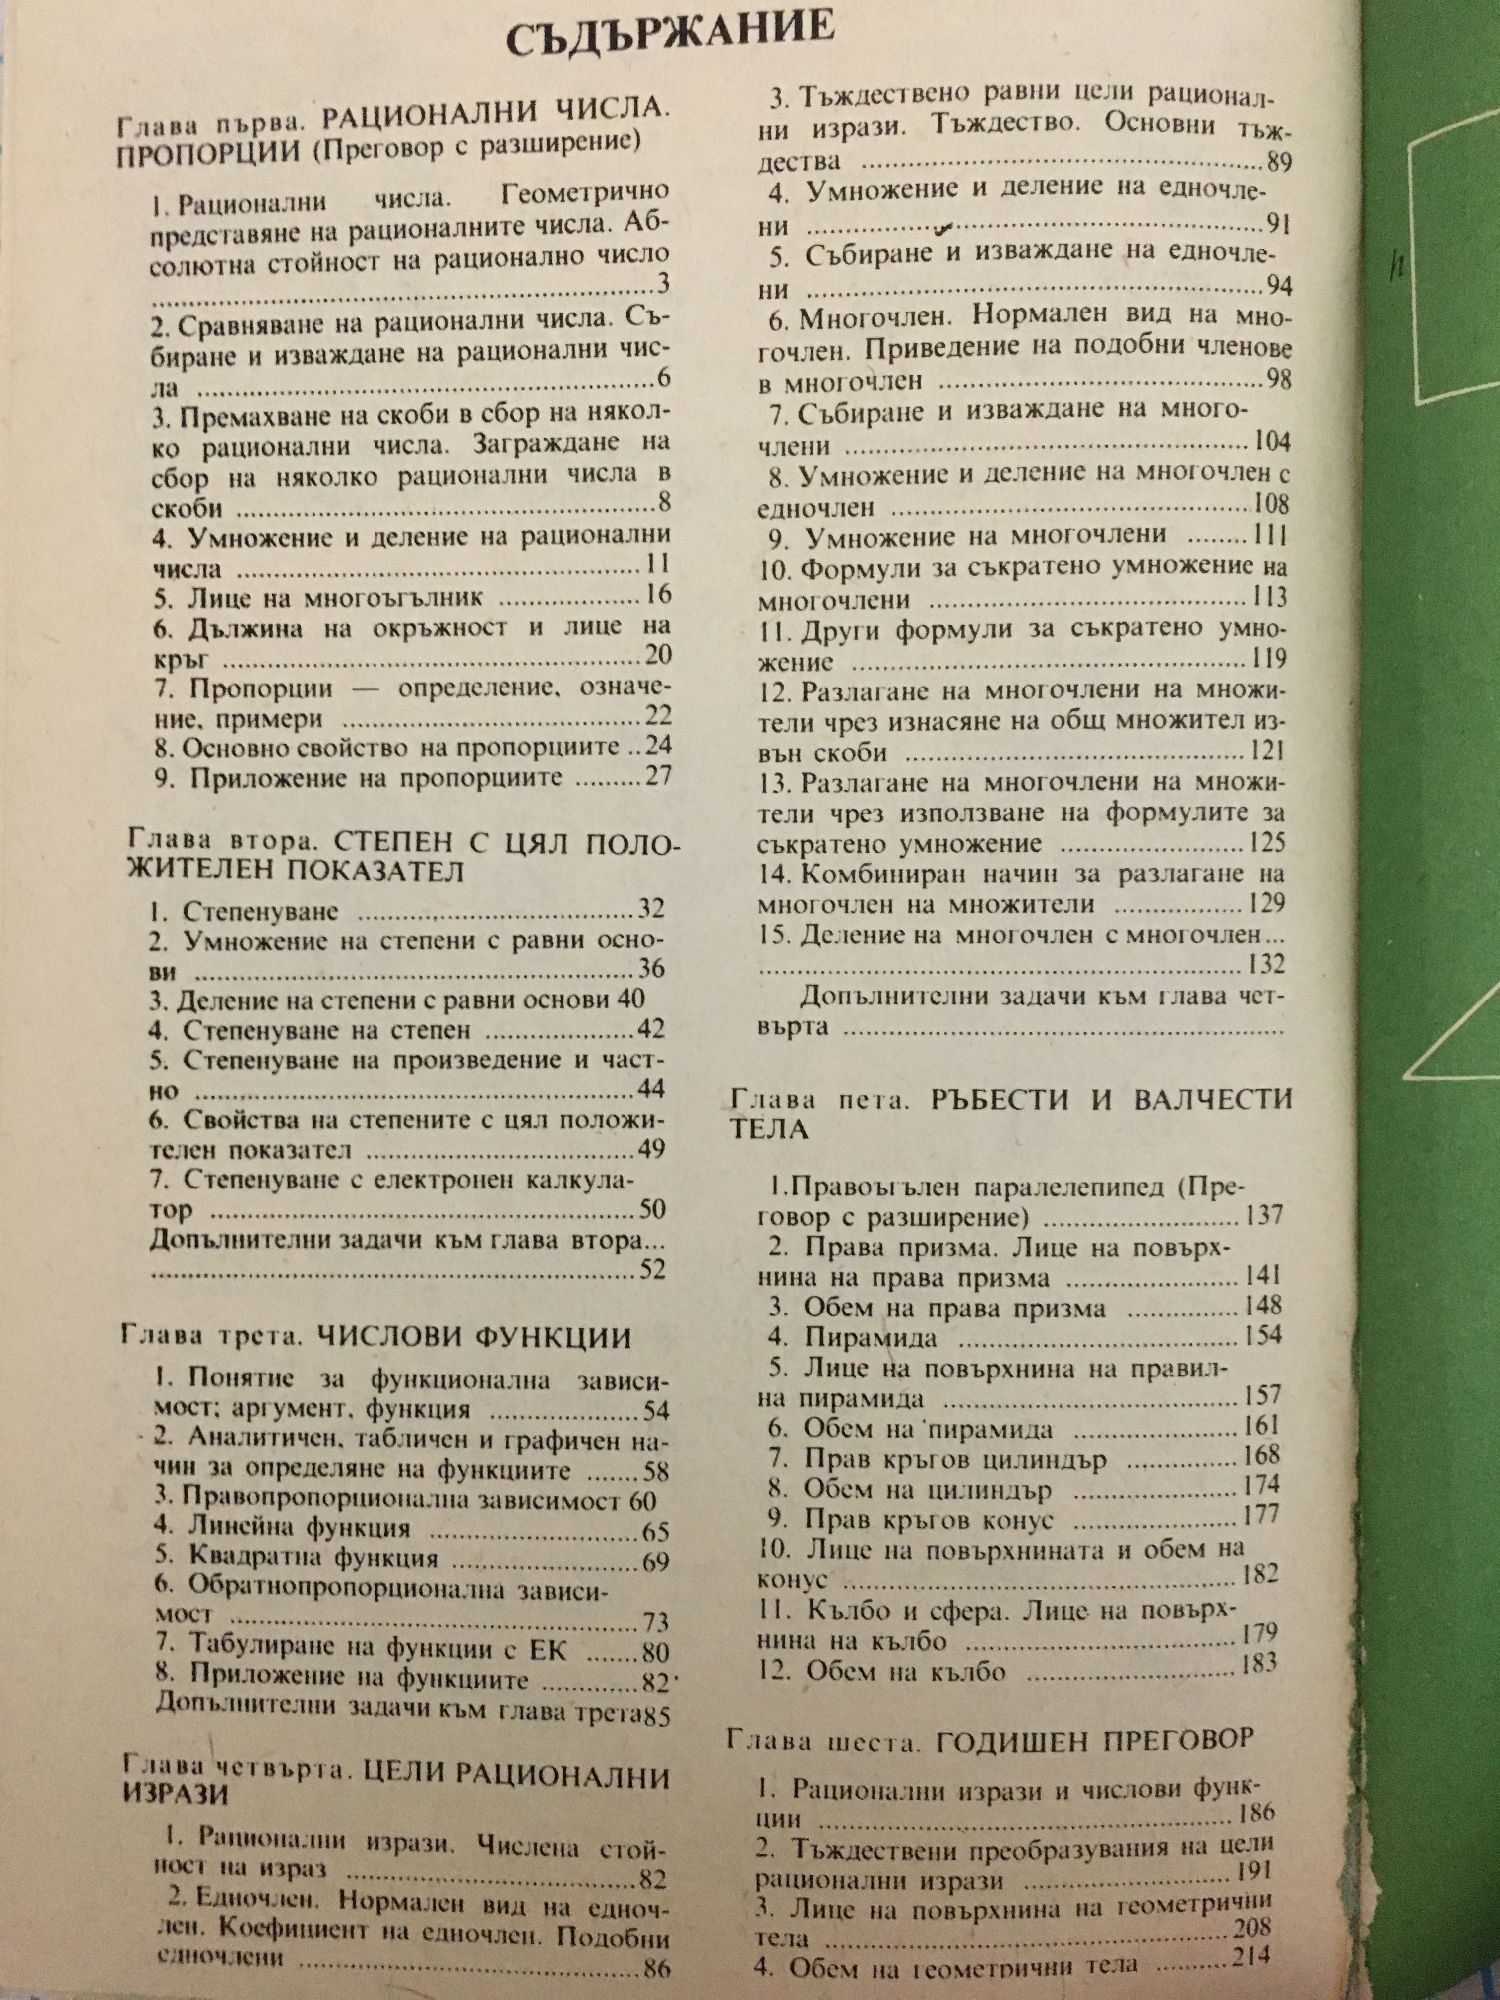 СЪДЪРЖАНИЕ
Глава първа. РАЦИОНАЛНИ ЧИСЛА.
ПРОПОРЦИИ (Преговор с разширение)
1. Рационални числа. Геометрично
представяне на рационалните числа. Аб-
солютна стойност на рационално число
..........3
2. Сравняване на рационални числа. Съ-
биране и изваждане на рационални чис-
ла ..........6
3. Премахване на скоби в сбор на някол-
ко рационални числа. Заграждане на
сбор на няколко рационални числа в
скоби ..........8
4. Умножение и деление на рационални
числа ..........11
5. Лице на многоъгълник ..........16
6. Дължина на окръжност и лице на
кръг ..........20
7. Пропорции — определение, означе-
ние, примери ..........22
8. Основно свойство на пропорциите ..24
9. Приложение на пропорциите .........27
Глава втора. СТЕПЕН С ЦЯЛ ПОЛО-
ЖИТЕЛЕН ПОКАЗАТЕЛ
1. Степенуване ..........32
2. Умножение на степени с равни осно-
ви ..........36
3. Деление на степени с равни основи 40
4. Степенуване на степен ..........42
5. Степенуване на произведение и част-
но ..........44
6. Свойства на степените с цял положи-
телен показател ..........49
7. Степенуване с електронен калкула-
тор ..........50
Допълнителни задачи към глава втора...
..........52
Глава трета. ЧИСЛОВИ ФУНКЦИИ
1. Понятие за функционална зависи-
мост; аргумент, функция ..........54
2. Аналитичен, табличен и графичен на-
чин за определяне на функциите .......58
3. Правопропорционална зависимост 60
4. Линейна функция ..........65
5. Квадратна функция ..........69
6. Обратнопропорционална зависи-
мост ..........73
7. Табулиране на функции с ЕК .......80
8. Приложение на функциите ..........82
Допълнителни задачи към глава трета85
Глава четвърта. ЦЕЛИ РАЦИОНАЛНИ
ИЗРАЗИ
1. Рационални изрази. Числена стой-
ност на израз ..........82
2. Едночлен. Нормален вид на едноч-
лен. Коефициент на едночлен. Подобни
едночлени ..........86
3. Тъждествено равни цели рационал-
ни изрази. Тъждество. Основни тъж-
дества ..........89
4. Умножение и деление на едночле-
ни ..........91
5. Събиране и изваждане на едночле-
ни ..........94
6. Многочлен. Нормален вид на мно-
гочлен. Приведение на подобни членове
в многочлен ..........98
7. Събиране и изваждане на много-
члени ..........104
8. Умножение и деление на многочлен с
едночлен ..........108
9. Умножение на многочлени ........111
10. Формули за съкратено умножение на
многочлени ..........113
11. Други формули за съкратено умно-
жение ..........119
12. Разлагане на многочлени на множи-
тели чрез изнасяне на общ множител из-
вън скоби ..........121
13. Разлагане на многочлени на множи-
тели чрез използване на формулите за
съкратено умножение ..........125
14. Комбиниран начин за разлагане на
многочлен на множители ..........129
15. Деление на многочлен с многочлен...
..........132
Допълнителни задачи към глава чет-
върта ..........
Глава пета. РЪБЕСТИ И ВАЛЧЕСТИ
ТЕЛА
1.Правоъгълен паралелепипед (Пре-
говор с разширение) ..........137
2. Права призма. Лице на повърх-
нина на права призма ..........141
3. Обем на права призма ..........148
4. Пирамида ..........154
5. Лице на повърхнина на правил-
на пирамида ..........157
6. Обем на пирамида ..........161
7. Прав кръгов цилиндър ..........168
8. Обем на цилиндър ..........174
9. Прав кръгов конус ..........177
10. Лице на повърхнината и обем на
конус ..........182
11. Кълбо и сфера. Лице на повърх-
нина на кълбо ..........179
12. Обем на кълбо ..........183
Глава шеста. ГОДИШЕН ПРЕГОВОР
1. Рационални изрази и числови функ-
ции ..........186
2. Тъждествени преобразувания на цели
рационални изрази ..........191
3. Лице на повърхнина на геометрични
тела ..........208
4. Обем на геометрични тела ..........214
h